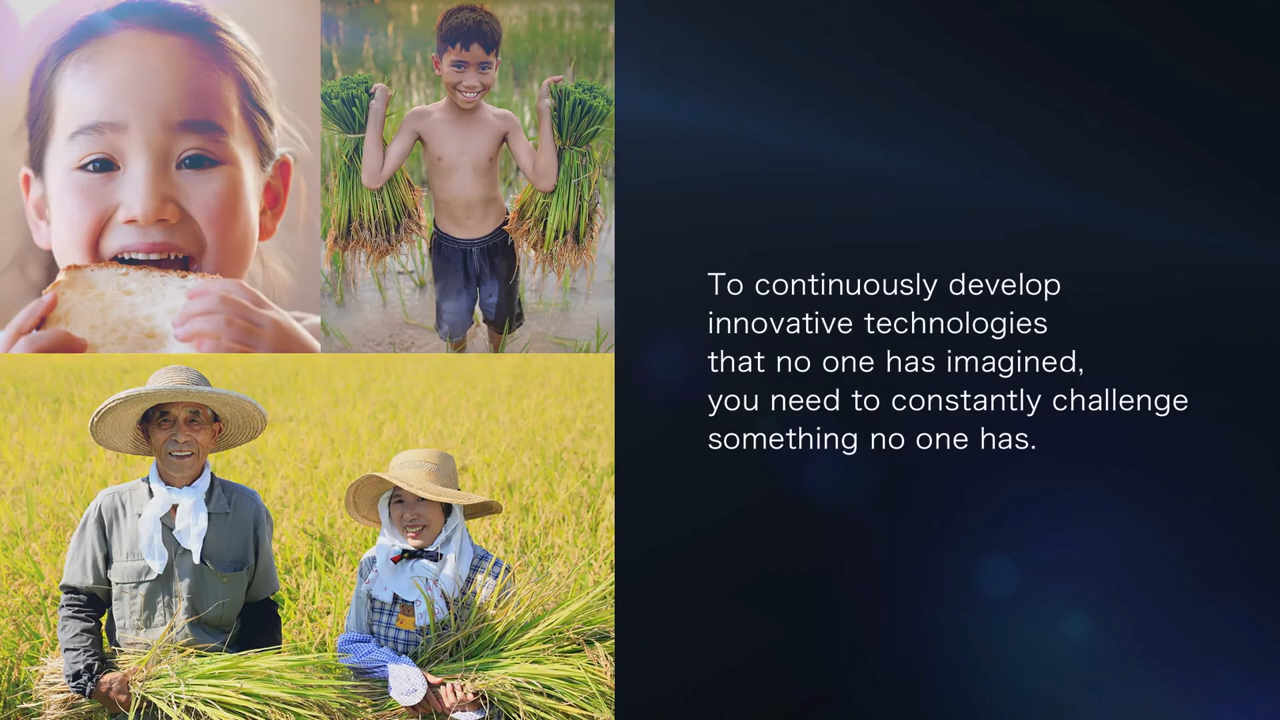 To continuously develop
innovative technologies
that no one has imagined,
you need to constantly challenge
something no one has.